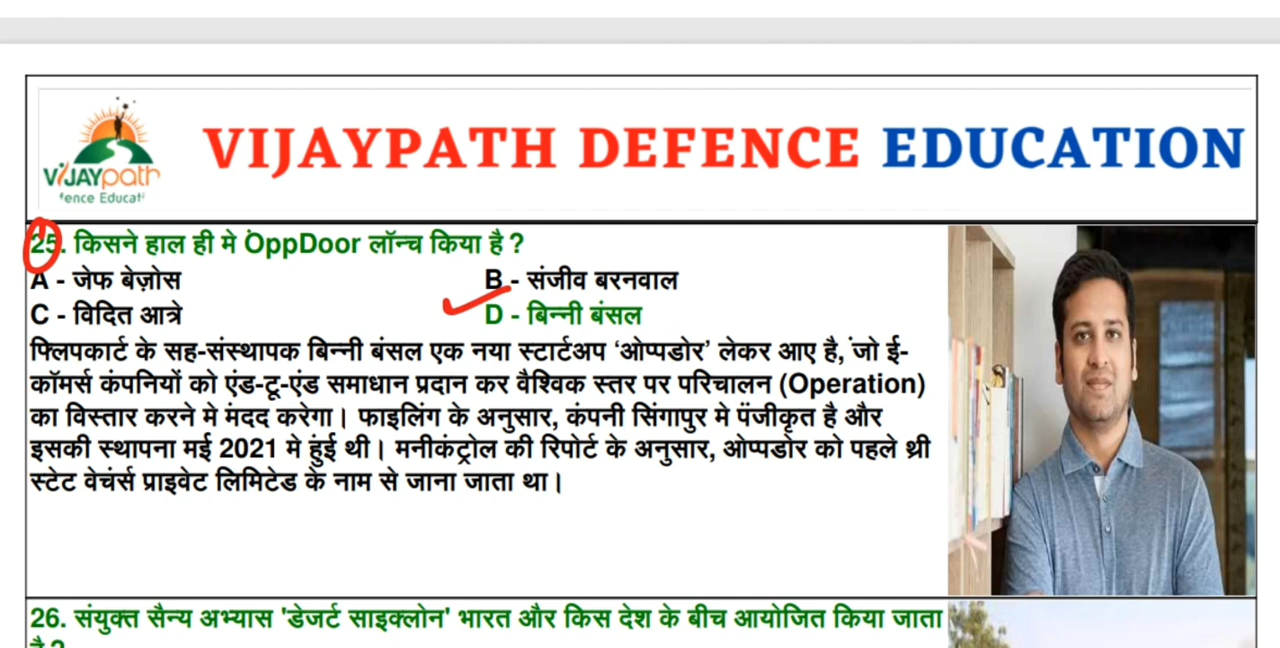 VIJAYPATH DEFENCE EDUCATION
ViJAYpath
fence Educati
25. किसने हाल ही मे OppDoor लॉन्च किया है ?
A - जेफ बेज़ोस
B - संजीव बरनवाल
C - विदित आत्रे
D - बिन्नी बंसल
फ्लिपकार्ट के सह-संस्थापक बिन्नी बंसल एक नया स्टार्टअप ‘ओप्पडोर’ लेकर आए है, जो ई-
कॉमर्स कंपनियों को एंड-टू-एंड समाधान प्रदान कर वैश्विक स्तर पर परिचालन (Operation)
का विस्तार करने मे मंदद करेगा। फाइलिंग के अनुसार, कंपनी सिंगापुर मे पंजीकृत है और
इसकी स्थापना मई 2021 मे हुंई थी। मनीकंट्रोल की रिपोर्ट के अनुसार, ओप्पडोर को पहले थ्री
स्टेट वेचंर्स प्राइवेट लिमिटेड के नाम से जाना जाता था।
26. संयुक्त सैन्य अभ्यास 'डेजर्ट साइक्लोन' भारत और किस देश के बीच आयोजित किया जाता